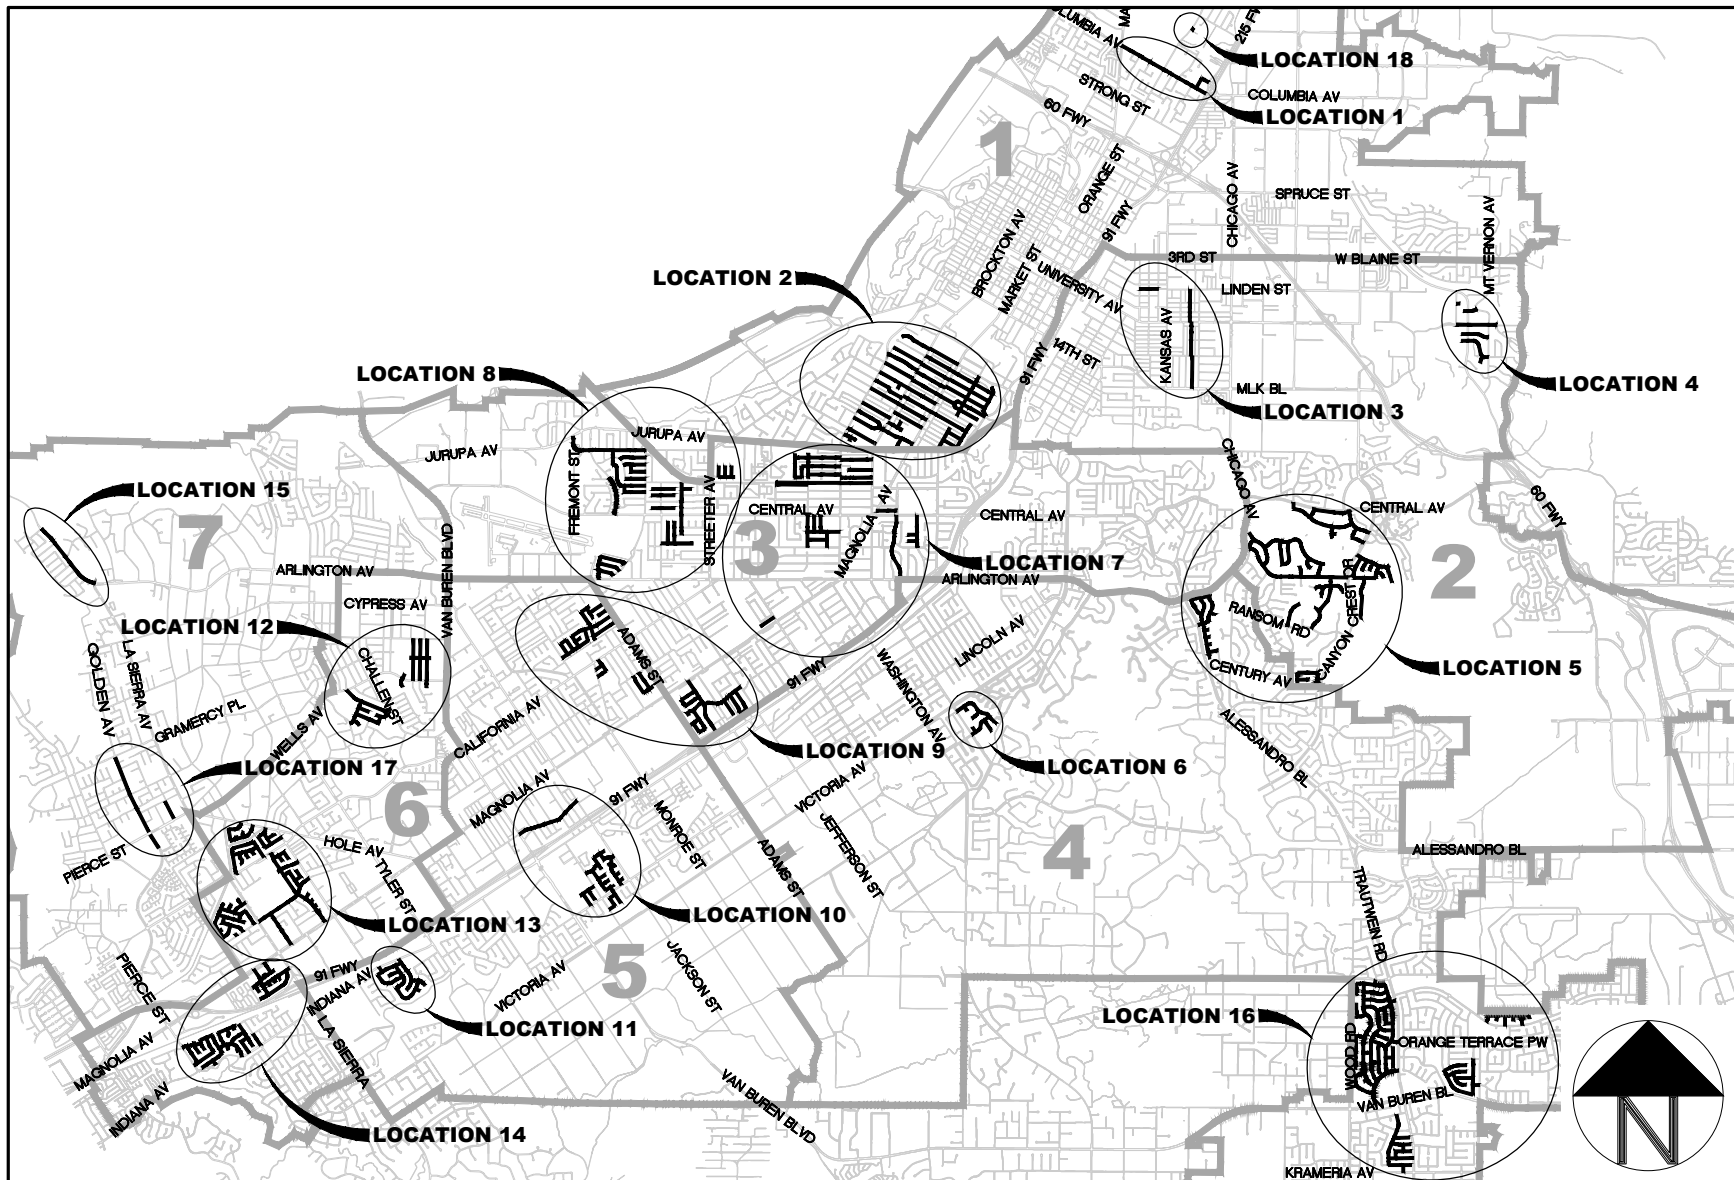 COLUMBIA AV
MA
215 FW
LOCATION 18
STRONG ST
COLUMBIA AV
60 FWY
LOCATION 1
1
ORANGE ST
CHICAGO AV
SPRUCE ST
91 FWY
BROCKTON AV
MT VERNON AV
MARKET ST
3RD ST
W BLAINE ST
LOCATION 2
UNIVERSITY AV
LINDEN ST
KANSAS AV
14TH ST
91 FWY
LOCATION 8
MLK BL
LOCATION 4
LOCATION 3
JURUPA AV
JURUPA AV
FREMONT ST
STREETER AV
CHICAGO AV
LOCATION 15
7
CENTRAL AV
MAGNOLIA AV
CENTRAL AV
CENTRAL AV
60 FWY
VAN BUREN BLVD
3
LOCATION 7
2
ARLINGTON AV
ARLINGTON AV
CYPRESS AV
RANSOM RD
CANYON CREST DR
LOCATION 12
ADAMS ST
LINCOLN AV
GOLDEN AV
LA SIERRA AV
CHALLEN ST
91 FWY
WASHINGTON AV
CENTURY AV
LOCATION 5
GRAMERCY PL
WELLS AV
CALIFORNIA AV
ALESSANDRO BL
LOCATION 9
LOCATION 17
LOCATION 6
MAGNOLIA AV
91 FWY
VICTORIA AV
6
MONROE ST
JEFFERSON ST
HOLE AV
PIERCE ST
TYLER ST
ADAMS ST
4
ALESSANDRO BL
TRAUTWEIN RD
LOCATION 13
LOCATION 10
5
PIERCE ST
91 FWY
INDIANA AV
VICTORIA AV
JACKSON ST
LOCATION 11
LOCATION 16
WOOD RD
ORANGE TERRACE PW
MAGNOLIA AV
LA SIERRA
INDIANA AV
VAN BUREN BLVD
VAN BUREN BL
LOCATION 14
KRAMERIA AV
N